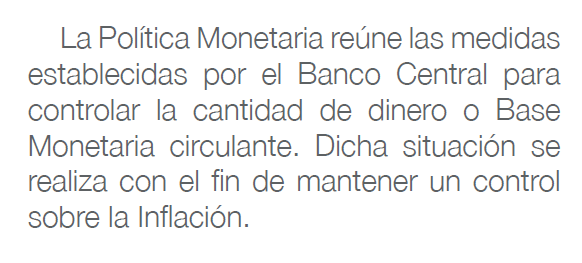 La Política Monetaria reúne las medidas
establecidas por el Banco Central para
controlar la cantidad de dinero o Base
Monetaria circulante. Dicha situación se
realiza con el fin de mantener un control
sobre la Inflación.